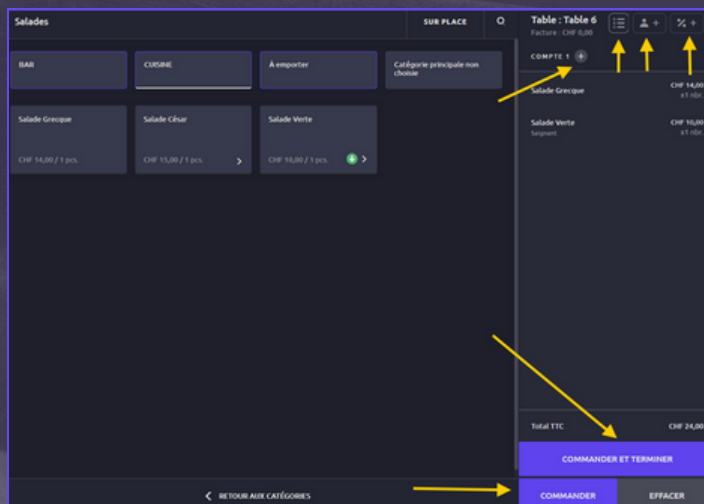 Salades
SUR PLACE
BAR
CUISINE
À emporter
Catégorie principale non
choisie
Salade Grecque
CHF 14,00 / 1 pcs.
Salade César
CHF 15,00 / 1 pcs.
Salade Verte
CHF 10,00 / 1 pcs.
RETOUR AUX CATÉGORIES
Table : Table 6
Facture : CHF 0,00
COMPTE 1
Salade Grecque
CHF 14,00
x1 nbr.
Salade Verte
CHF 10,00
Seignent
x1 nbr.
Total TTC
CHF 24,00
COMMANDER ET TERMINER
COMMANDER
EFFACER